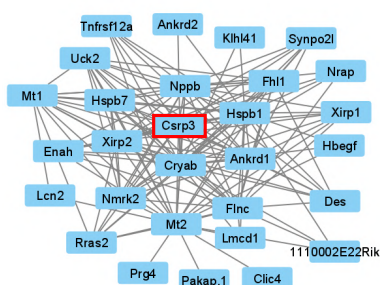 Tnfrsf12a
Ankrd2
Klhl41
Synpo2l
Uck2
Nppb
Fhl1
Nrap
Mt1
Hspb7
Hspb1
Xirp1
Csrp3
Enah
Xirp2
Hbegf
Cryab
Ankrd1
Lcn2
Nmrk2
Flnc
Des
Mt2
Rras2
Lmcd1
1110002E22Rik
Prg4
Pakap.1
Clic4